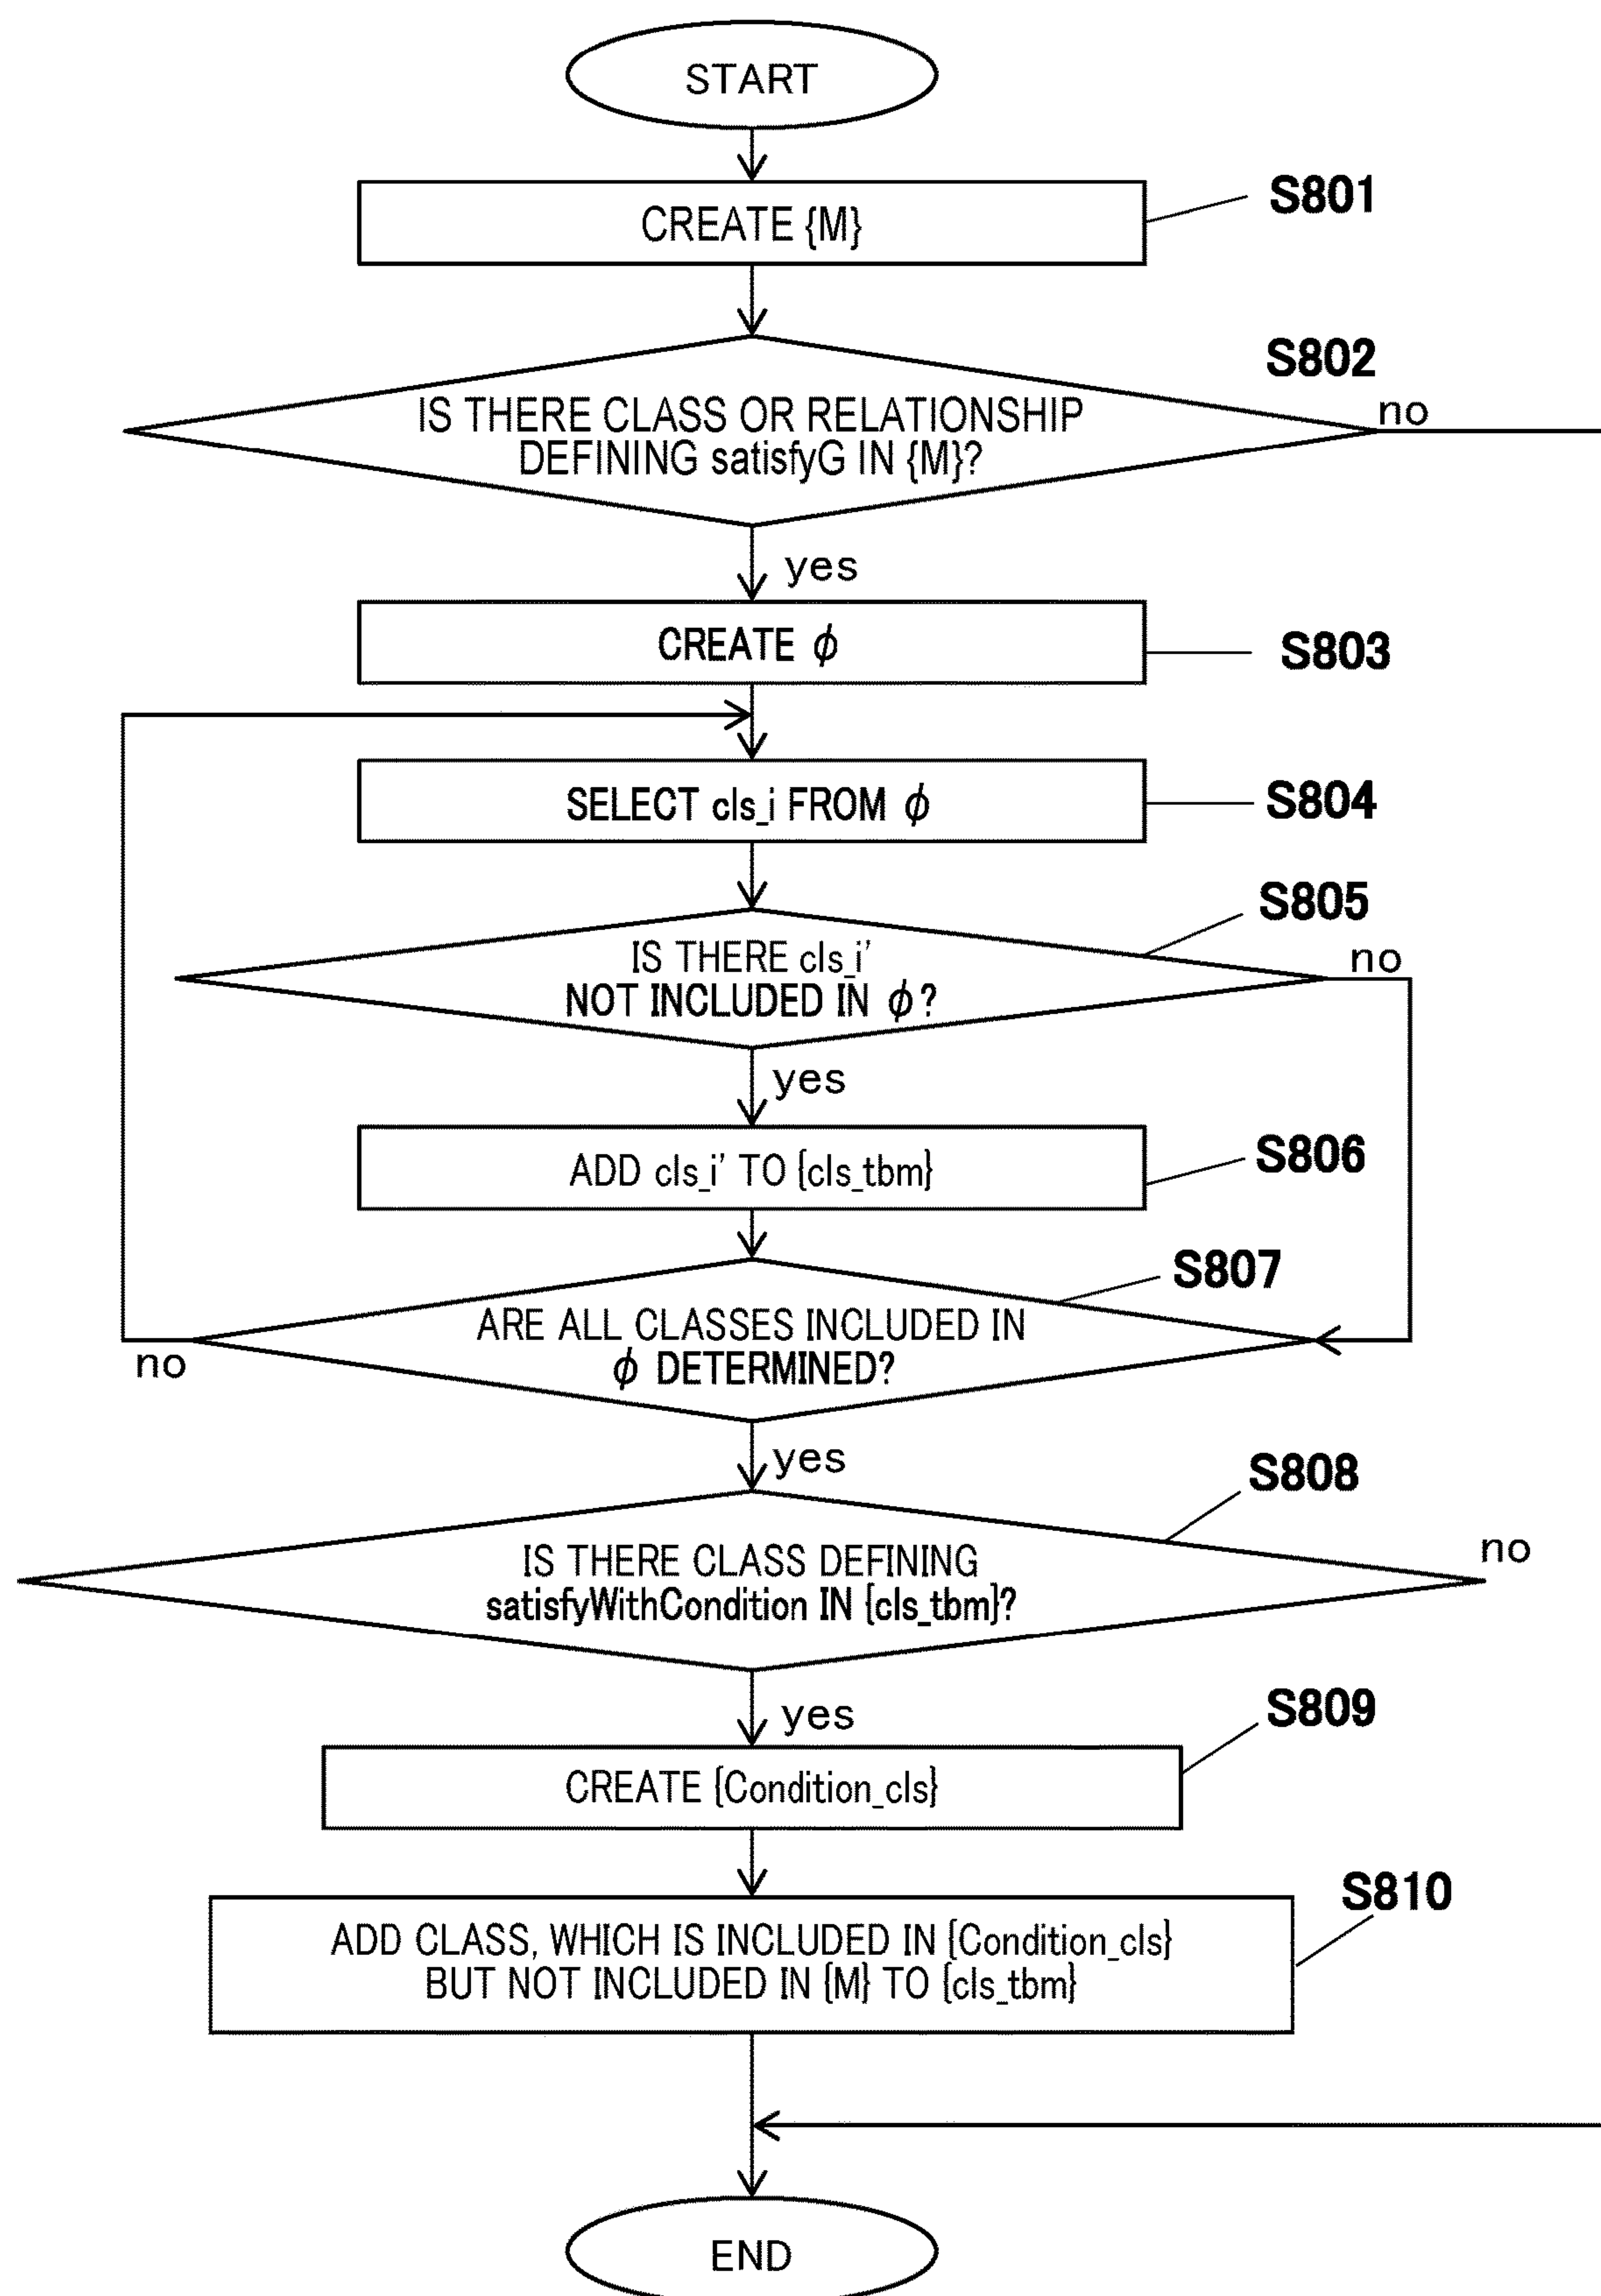 START
CREATE {M}
S801
S802
IS THERE CLASS OR RELATIONSHIP
DEFINING satisfyG IN {M}?
no
yes
CREATE ϕ
S803
SELECT cls_i FROM ϕ
S804
S805
IS THERE cls_i'
NOT INCLUDED IN ϕ?
no
yes
ADD cls_i' TO {cls_tbm}
S806
S807
ARE ALL CLASSES INCLUDED IN
ϕ DETERMINED?
no
yes
S808
IS THERE CLASS DEFINING
satisfyWithCondition IN {cls_tbm}?
no
yes
S809
CREATE {Condition_cls}
S810
ADD CLASS, WHICH IS INCLUDED IN {Condition_cls}
BUT NOT INCLUDED IN {M} TO {cls_tbm}
END